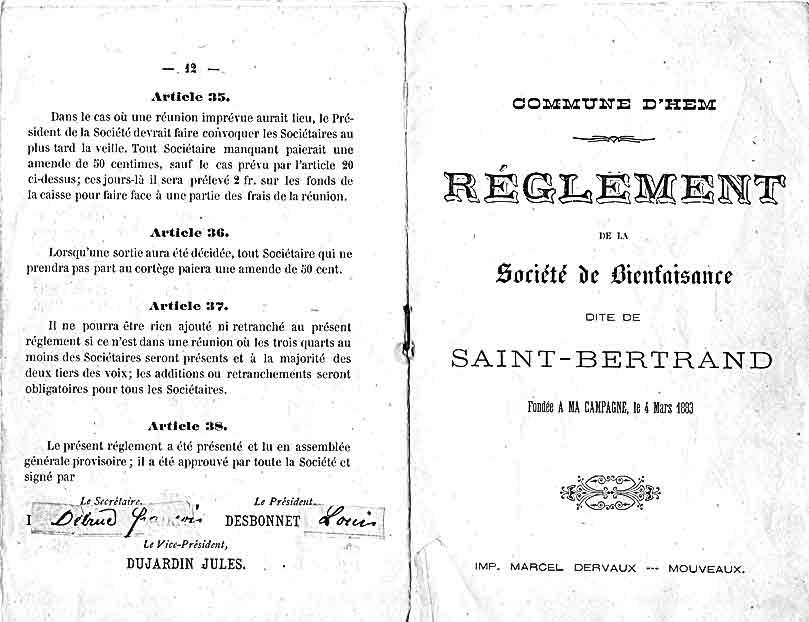 — 12 —
Article 35.
Dans le cas où une réunion imprévue aurait lieu, le Pré-
sident de la Société devrait faire convoquer les Sociétaires au
plus tard la veille. Tout Sociétaire manquant paierait une
amende de 50 centimes, sauf le cas prévu par l'article 20
ci-dessus; ces jours-là il sera prélevé 2 fr. sur les fonds de
la caisse pour faire face à une partie des frais de la réunion.
Article 36.
Lorsqu'une sortie aura été décidée, tout Sociétaire qui ne
prendra pas part au cortège paiera une amende de 50 cent.
Article 37.
Il ne pourra être rien ajouté ni retranché au présent
réglement si ce n'est dans une réunion où les trois quarts au
moins des Sociétaires seront présents et à la majorité des
deux tiers des voix; les additions ou retranchements seront
obligatoires pour tous les Sociétaires.
Article 38.
Le présent réglement a été présenté et lu en assemblée
générale provisoire; il a été approuvé par toute la Société et
signé par
Le Secrétaire. Le Président.
DESBONNET Louis
Le Vice-Président,
DUJARDIN JULES.
COMMUNE D'HEM
RÉGLEMENT
DE LA
Société de Bienfaisance
DITE DE
SAINT-BERTRAND
Fondée A MA CAMPAGNE, le 4 Mars 1883
IMP. MARCEL DERVAUX --- MOUVEAUX.